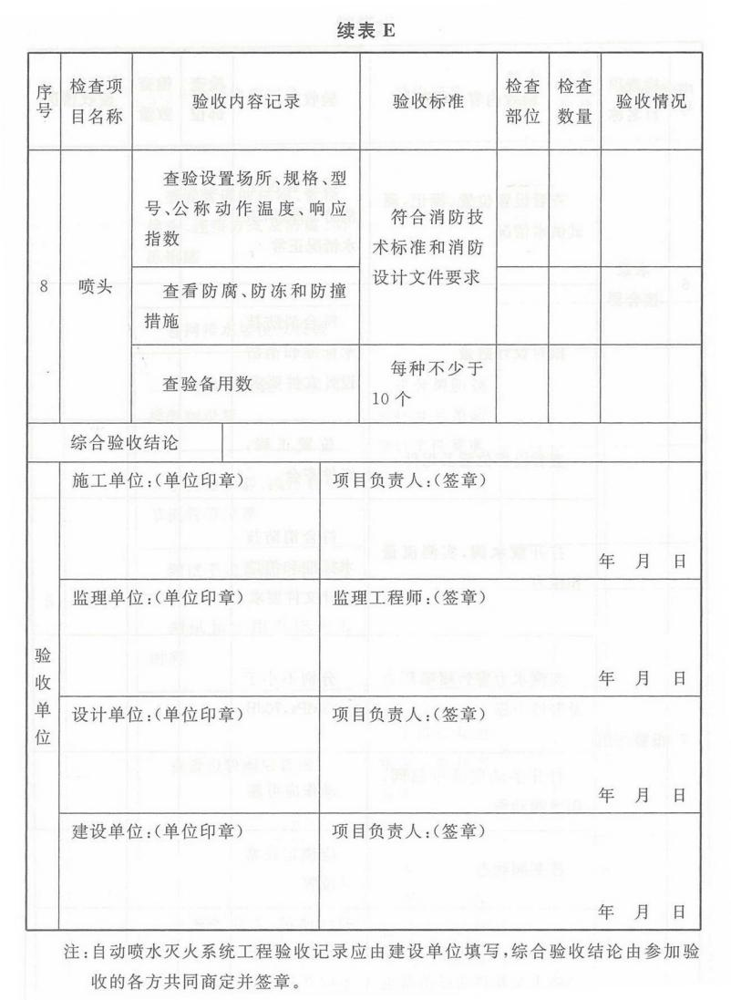 续表 E
序号
检查项目名称
验收内容记录
验收标准
检查部位
检查数量
验收情况
8
喷头
查验设置场所、规格、型
号、公称动作温度、响应
指数
符合消防技
术标准和消防
设计文件要求
查看防腐、防冻和防撞
措施
查验备用数
每种不少于
10 个
综合验收结论
验收单位
施工单位:(单位印章)
项目负责人:(签章)
年 月 日
监理单位:(单位印章)
监理工程师:(签章)
年 月 日
设计单位:(单位印章)
项目负责人:(签章)
年 月 日
建设单位:(单位印章)
项目负责人:(签章)
年 月 日
注:自动喷水灭火系统工程验收记录应由建设单位填写,综合验收结论由参加验
收的各方共同商定并签章。